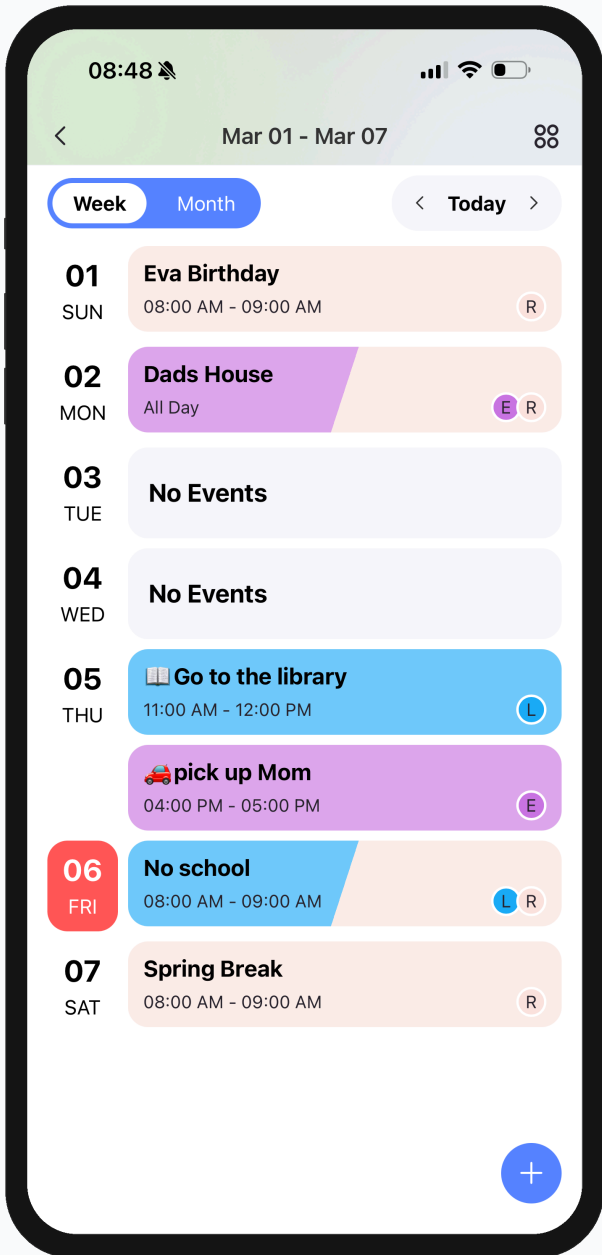 08:48
Mar 01 - Mar 07
Week Month Today
01 SUN
Eva Birthday
08:00 AM - 09:00 AM R
02 MON
Dads House
All Day E R
03 TUE
No Events
04 WED
No Events
05 THU
📖Go to the library
11:00 AM - 12:00 PM L
🚗pick up Mom
04:00 PM - 05:00 PM E
06 FRI
No school
08:00 AM - 09:00 AM L R
07 SAT
Spring Break
08:00 AM - 09:00 AM R